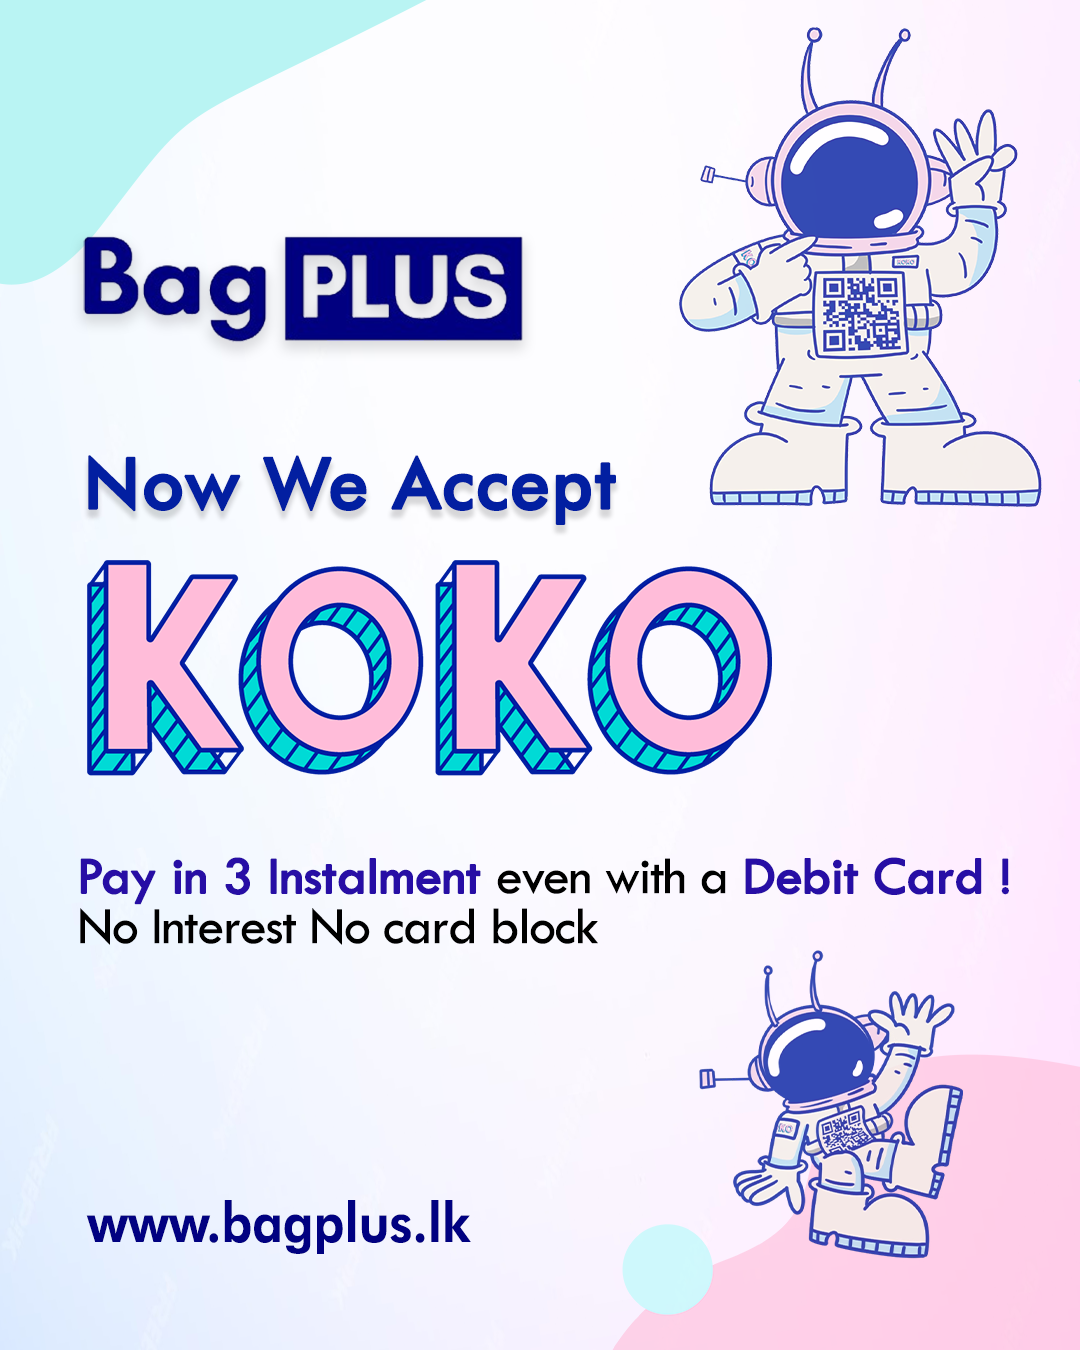 Bag PLUS
Now We Accept
KOKO
Pay in 3 Instalment even with a Debit Card !
No Interest No card block
www.bagplus.lk